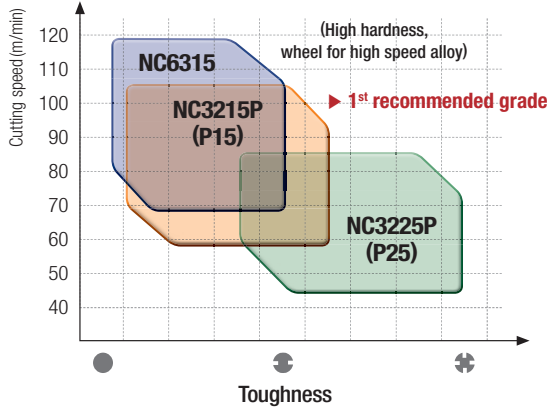 Cutting speed(m/min)
120
110
100
90
80
70
60
50
40
(High hardness,
wheel for high speed alloy)
NC6315
NC3215P
(P15)
▶ 1st recommended grade
NC3225P
(P25)
Toughness